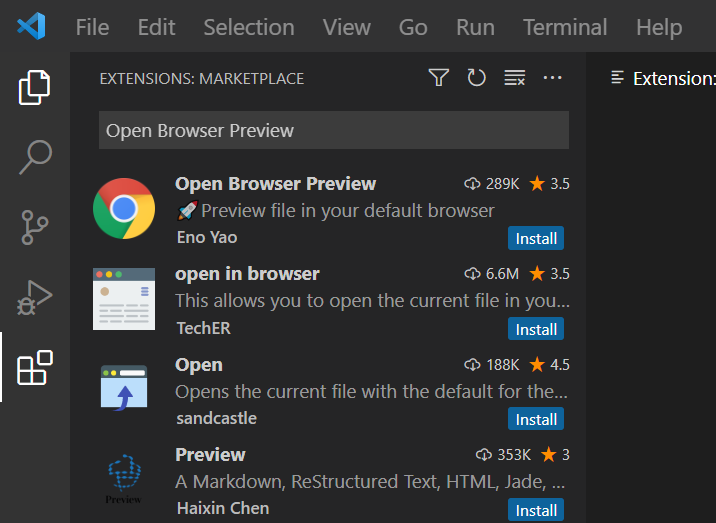 File Edit Selection View Go Run Terminal Help
EXTENSIONS: MARKETPLACE
Extension:
Open Browser Preview
Open Browser Preview 289K 3.5
🚀Preview file in your default browser
Eno Yao Install
open in browser 6.6M 3.5
This allows you to open the current file in you...
TechER Install
Open 188K 4.5
Opens the current file with the default for the...
sandcastle Install
Preview 353K 3
A Markdown, ReStructured Text, HTML, Jade, ...
Preview
Haixin Chen Install